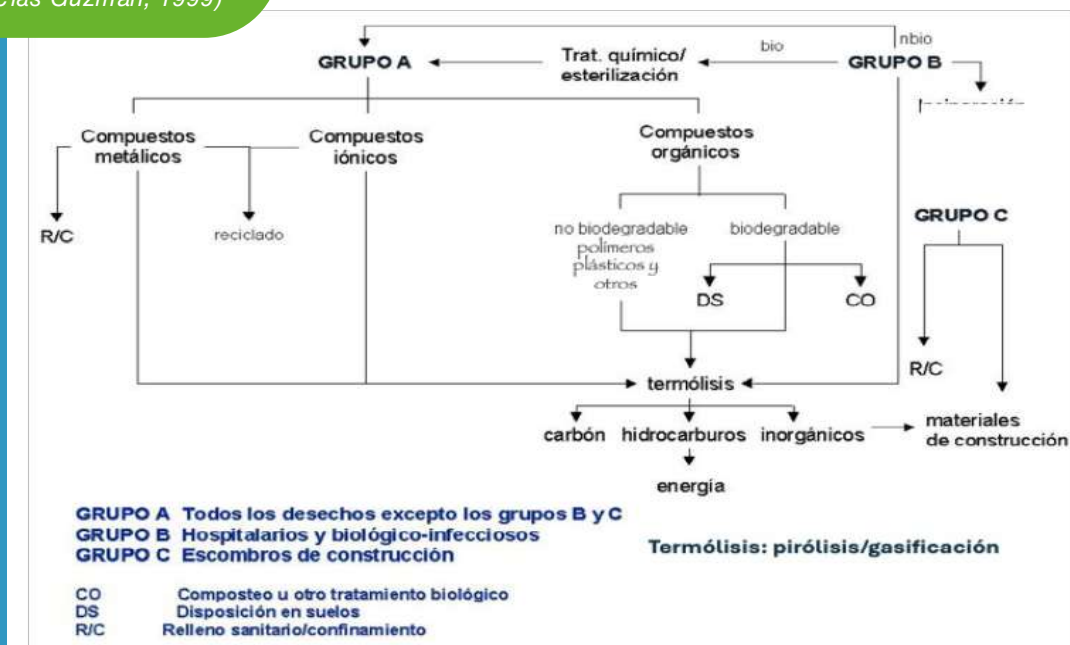 Guzmán, 1999)
nbio
bio
GRUPO A
Trat. químico/
esterilización
GRUPO B
Compuestos
metálicos
Compuestos
iónicos
Compuestos
orgánicos
R/C
reciclado
no biodegradable
polímeros
plásticos y
otros
biodegradable
GRUPO C
DS
CO
R/C
termólisis
carbón
hidrocarburos
inorgánicos
materiales
de construcción
energía
GRUPO A Todos los desechos excepto los grupos B y C
GRUPO B Hospitalarios y biológico-infecciosos
GRUPO C Escombros de construcción
Termólisis: pirólisis/gasificación
CO Composteo u otro tratamiento biológico
DS Disposición en suelos
R/C Relleno sanitario/confinamiento